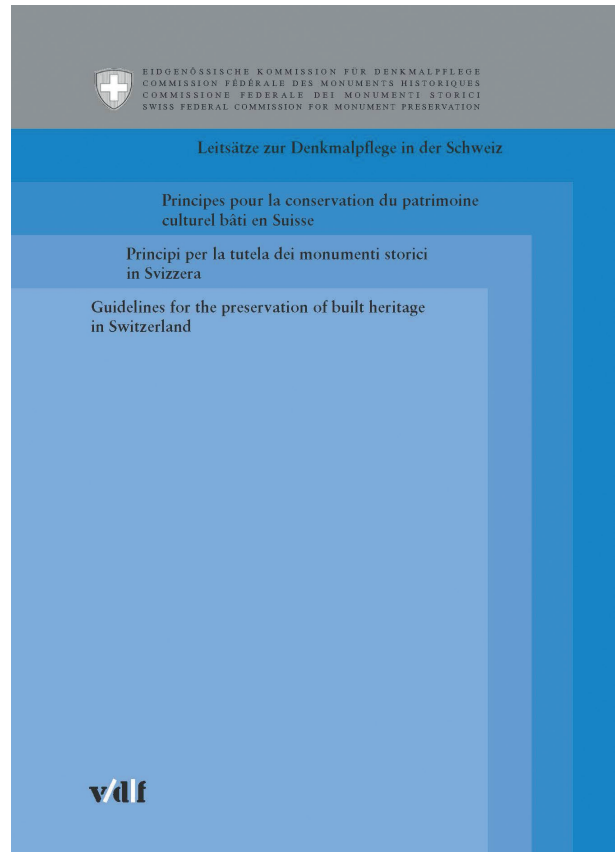 EIDGENÖSSISCHE KOMMISSION FÜR DENKMALPFLEGE
COMMISSION FÉDÉRALE DES MONUMENTS HISTORIQUES
COMMISSIONE FEDERALE DEI MONUMENTI STORICI
SWISS FEDERAL COMMISSION FOR MONUMENT PRESERVATION
Leitsätze zur Denkmalpflege in der Schweiz
Principes pour la conservation du patrimoine
culturel bâti en Suisse
Principi per la tutela dei monumenti storici
in Svizzera
Guidelines for the preservation of built heritage
in Switzerland
v/d|f